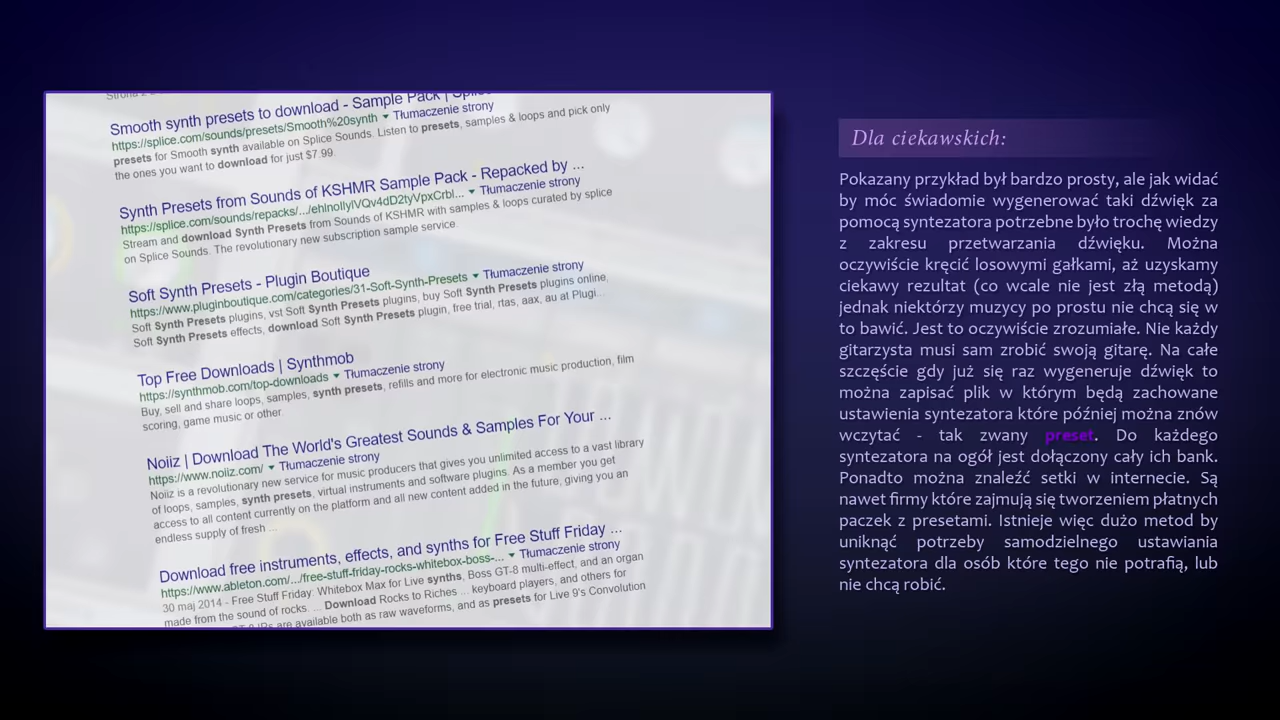 Strona 2
Smooth synth presets to download - Sample Pack | Splice
https://splice.com/sounds/presets/Smooth%20synth ▼ Tłumaczenie strony
presets for Smooth synth available on Splice Sounds. Listen to presets, samples & loops and pick only
the ones you want to download for just $7.99.
Synth Presets from Sounds of KSHMR Sample Pack - Repacked by ...
https://splice.com/sounds/repacks/.../ehlnollylVQv4dD2tyVpxCrbl... ▼ Tłumaczenie strony
Stream and download Synth Presets from Sounds of KSHMR with samples & loops curated by splice
on Splice Sounds. The revolutionary new subscription sample service.
Soft Synth Presets - Plugin Boutique
https://www.pluginboutique.com/categories/31-Soft-Synth-Presets ▼ Tłumaczenie strony
Soft Synth Presets plugins, vst Soft Synth Presets plugins, buy Soft Synth Presets plugins online,
Soft Synth Presets effects, download Soft Synth Presets plugin, free trial, rtas, aax, au at Plugi...
Top Free Downloads | Synthmob
https://synthmob.com/top-downloads ▼ Tłumaczenie strony
Buy, sell and share loops, samples, synth presets, refills and more for electronic music production, film
scoring, game music or other.
Noiiz | Download The World's Greatest Sounds & Samples For Your ...
https://www.noiiz.com/ ▼ Tłumaczenie strony
Noiiz is a revolutionary new service for music producers that gives you unlimited access to a vast library
of loops, samples, synth presets, virtual instruments and software plugins. As a member you get
access to all content currently on the platform and all new content added in the future, giving you an
endless supply of fresh ...
Download free instruments, effects, and synths for Free Stuff Friday ...
https://www.ableton.com/.../free-stuff-friday-rocks-whitebox-boss-... ▼ Tłumaczenie strony
30 maj 2014 - Free Stuff Friday: Whitebox Max for Live synths, Boss GT-8 multi-effect, and an organ
made from the sound of rocks. ... Download Rocks to Riches ... keyboard players, and others for
IRs are available both as raw waveforms, and as presets for Live 9's Convolution
Dla ciekawskich:
Pokazany przykład był bardzo prosty, ale jak widać
by móc świadomie wygenerować taki dźwięk za
pomocą syntezatora potrzebne było trochę wiedzy
z zakresu przetwarzania dźwięku. Można
oczywiście kręcić losowymi gałkami, aż uzyskamy
ciekawy rezultat (co wcale nie jest złą metodą)
jednak niektórzy muzycy po prostu nie chcą się w
to bawić. Jest to oczywiście zrozumiałe. Nie każdy
gitarzysta musi sam zrobić swoją gitarę. Na całe
szczęście gdy już się raz wygeneruje dźwięk to
można zapisać plik w którym będą zachowane
ustawienia syntezatora które później można znów
wczytać - tak zwany preset. Do każdego
syntezatora na ogół jest dołączony cały ich bank.
Ponadto można znaleźć setki w internecie. Są
nawet firmy które zajmują się tworzeniem płatnych
paczek z presetami. Istnieje więc dużo metod by
uniknąć potrzeby samodzielnego ustawiania
syntezatora dla osób które tego nie potrafią, lub
nie chcą robić.